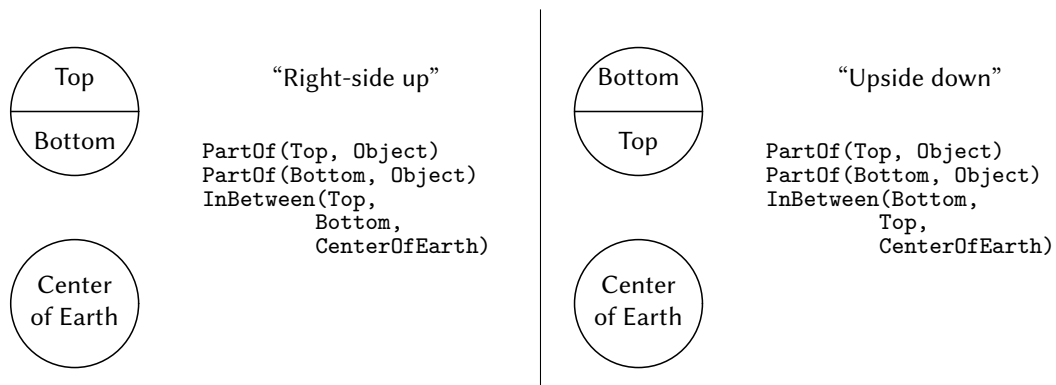 Top
Bottom
“Right-side up”
PartOf(Top, Object)
PartOf(Bottom, Object)
InBetween(Top,
Bottom,
CenterOfEarth)
Center
of Earth
Bottom
Top
“Upside down”
PartOf(Top, Object)
PartOf(Bottom, Object)
InBetween(Bottom,
Top,
CenterOfEarth)
Center
of Earth